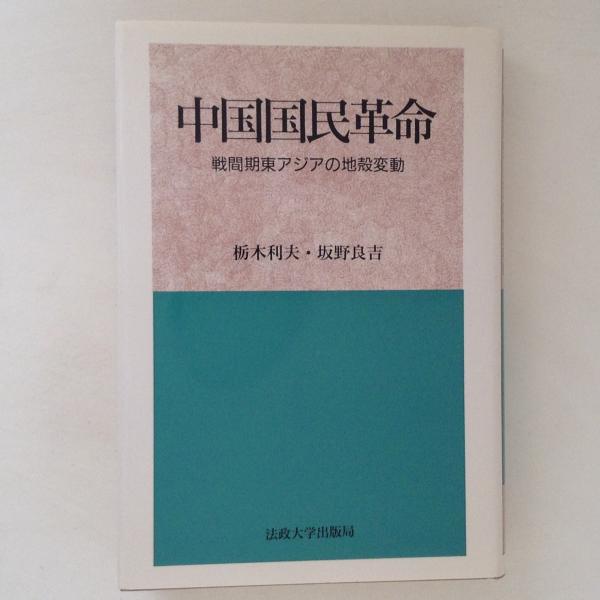 中国国民革命
戦間期東アジアの地殻変動
栃木利夫・坂野良吉
法政大学出版局